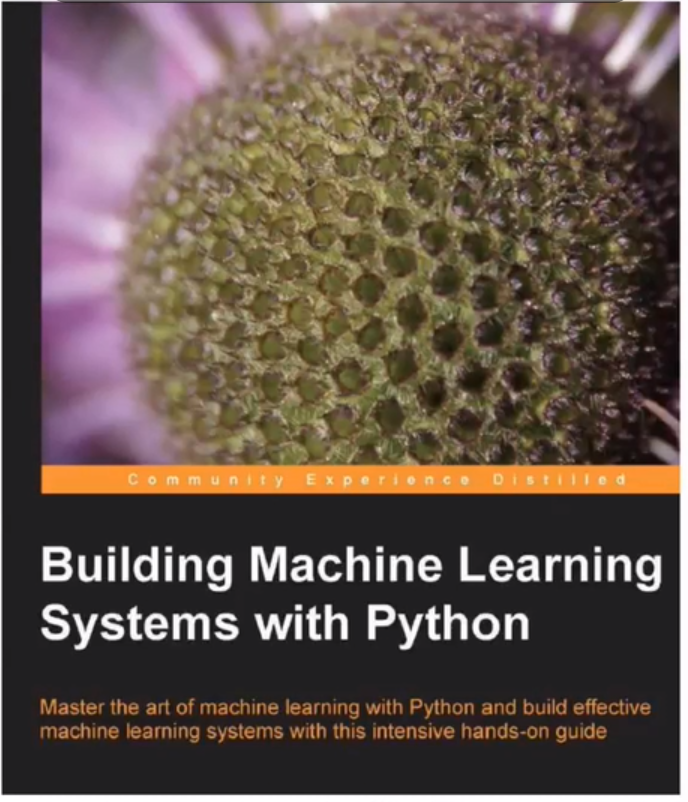 Community Experience Distilled
Building Machine Learning
Systems with Python
Master the art of machine learning with Python and build effective
machine learning systems with this intensive hands-on guide